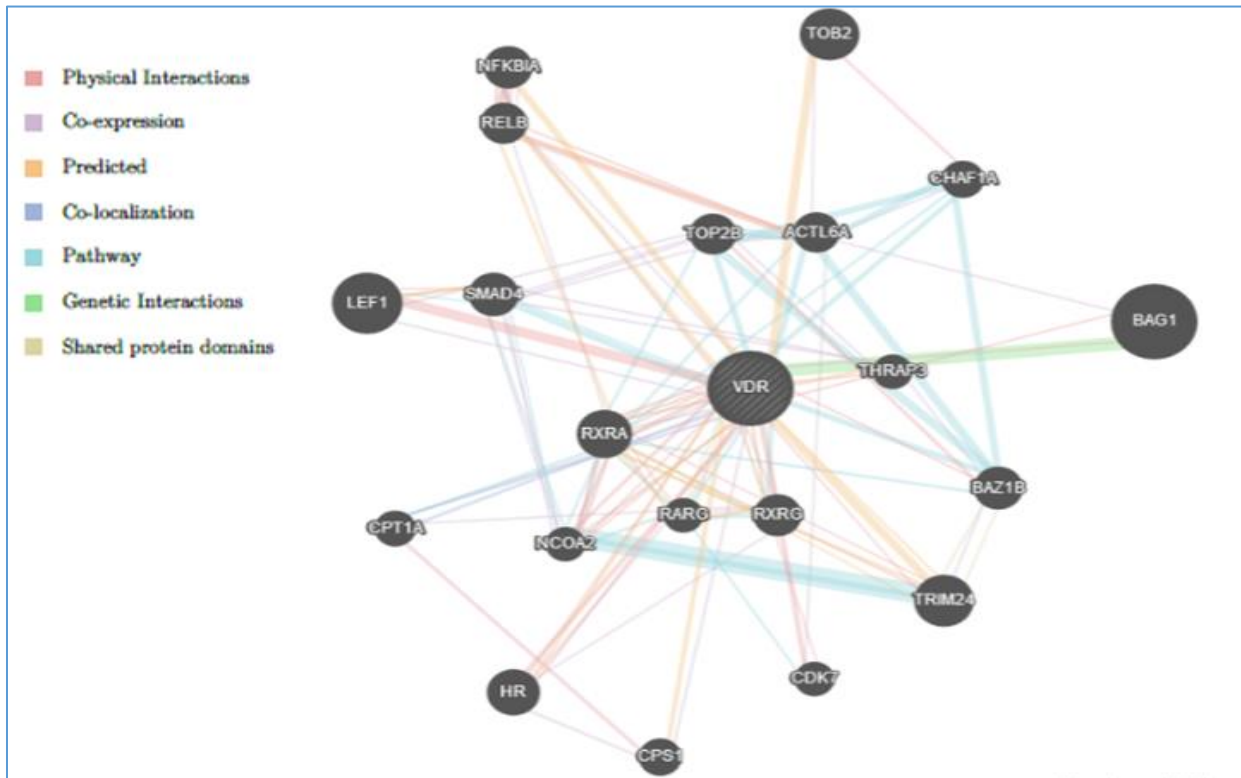 Physical Interactions
Co-expression
Predicted
Co-localization
Pathway
Genetic Interactions
Shared protein domains
TOB2
NFKBIA
RELB
CHAF1A
TOP2B
ACTL6A
SMAD4
LEF1
BAG1
THRAP3
VDR
RXRA
BAZ1B
RARG
RXRG
CPT1A
NCOA2
TRIM24
CDK7
HR
CPS1